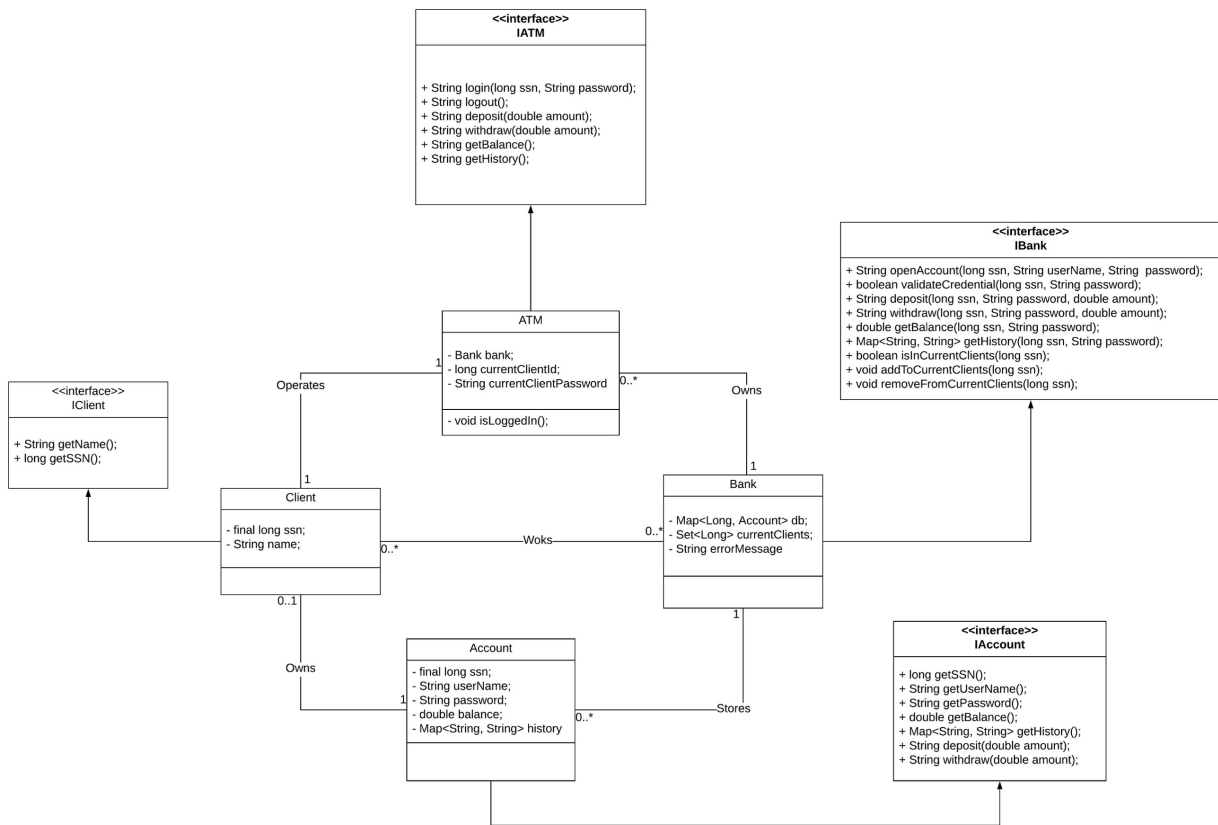 <<interface>>
IATM
+ String login(long ssn, String password);
+ String logout();
+ String deposit(double amount);
+ String withdraw(double amount);
+ String getBalance();
+ String getHistory();
<<interface>>
IBank
+ String openAccount(long ssn, String userName, String password);
+ boolean validateCredential(long ssn, String password);
+ String deposit(long ssn, String password, double amount);
+ String withdraw(long ssn, String password, double amount);
+ double getBalance(long ssn, String password);
+ Map<String, String> getHistory(long ssn, String password);
+ boolean isInCurrentClients(long ssn);
+ void addToCurrentClients(long ssn);
+ void removeFromCurrentClients(long ssn);
ATM
- Bank bank;
- long currentClientId;
- String currentClientPassword
- void isLoggedIn();
1
Operates
1
0..*
Owns
1
<<interface>>
IClient
+ String getName();
+ long getSSN();
Client
- final long ssn;
- String name;
0..*
Woks
0..*
Bank
- Map<Long, Account> db;
- Set<Long> currentClients;
- String errorMessage
0..1
Owns
1
Account
- final long ssn;
- String userName;
- String password;
- double balance;
- Map<String, String> history
1
Stores
0..*
<<interface>>
IAccount
+ long getSSN();
+ String getUserName();
+ String getPassword();
+ double getBalance();
+ Map<String, String> getHistory();
+ String deposit(double amount);
+ String withdraw(double amount);